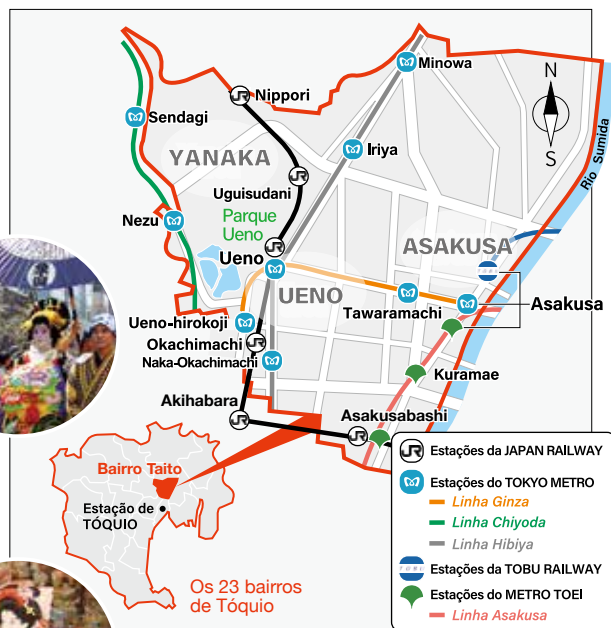 Minowa
N
S
Nippori
Sendagi
Rio Sumida
YANAKA
Iriya
Uguisudani
Nezu
Parque
Ueno
Ueno
ASAKUSA
TOBU
UENO
Tawaramachi
Asakusa
Ueno-hirokoji
Okachimachi
Naka-Okachimachi
Kuramae
Akihabara
Asakusabashi
Bairro Taito
Estação de
TÓQUIO
Os 23 bairros
de Tóquio
JR Estações da JAPAN RAILWAY
Estações do TOKYO METRO
Linha Ginza
Linha Chiyoda
Linha Hibiya
TOBU Estações da TOBU RAILWAY
Estações do METRO TOEI
Linha Asakusa